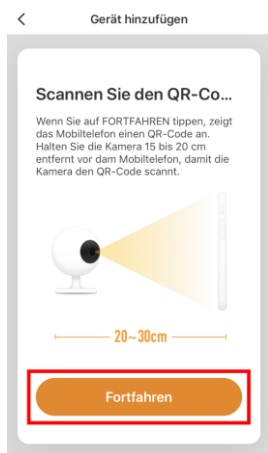 Gerät hinzufügen
Scannen Sie den QR-Co...
Wenn Sie auf FORTFAHREN tippen, zeigt
das Mobiltelefon einen QR-Code an.
Halten Sie die Kamera 15 bis 20 cm
entfernt vor dam Mobiltelefon, damit die
Kamera den QR-Code scannt.
20~30cm
Fortfahren